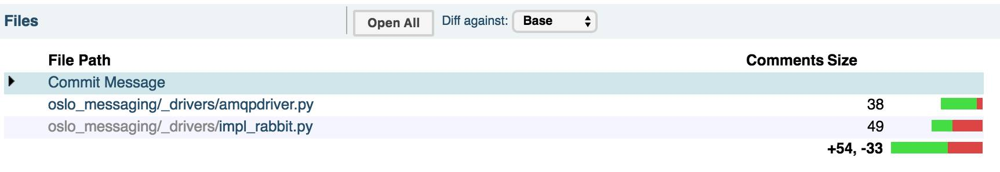 Files Open All Diff against: Base
File Path Comments Size
Commit Message
oslo_messaging/_drivers/amqpdriver.py 38
oslo_messaging/_drivers/impl_rabbit.py 49
+54, -33